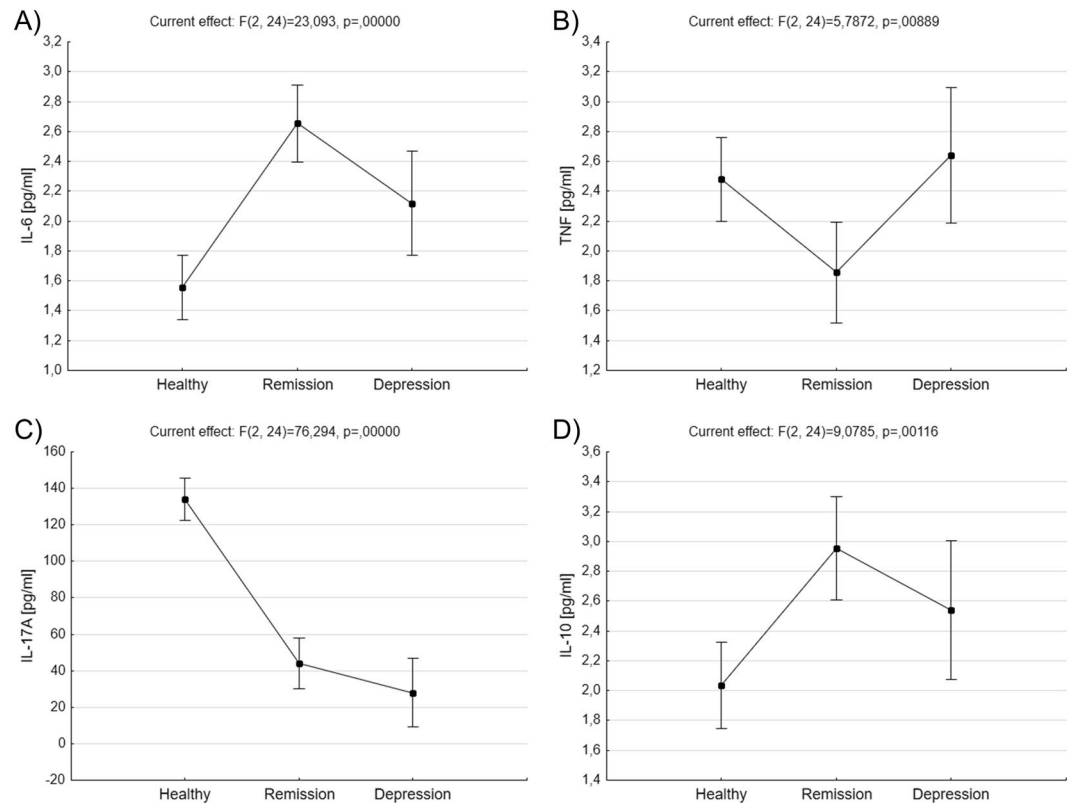 A)
Current effect: F(2, 24)=23,093, p=,00000
3,2
3,0
2,8
2,6
2,4
2,2
2,0
1,8
1,6
1,4
1,2
1,0
IL-6 [pg/ml]
Healthy Remission Depression
B)
Current effect: F(2, 24)=5,7872, p=,00889
3,4
3,2
3,0
2,8
2,6
2,4
2,2
2,0
1,8
1,6
1,4
1,2
TNF [pg/ml]
Healthy Remission Depression
C)
Current effect: F(2, 24)=76,294, p=,00000
160
140
120
100
80
60
40
20
0
-20
IL-17A [pg/ml]
Healthy Remission Depression
D)
Current effect: F(2, 24)=9,0785, p=,00116
3,6
3,4
3,2
3,0
2,8
2,6
2,4
2,2
2,0
1,8
1,6
1,4
IL-10 [pg/ml]
Healthy Remission Depression